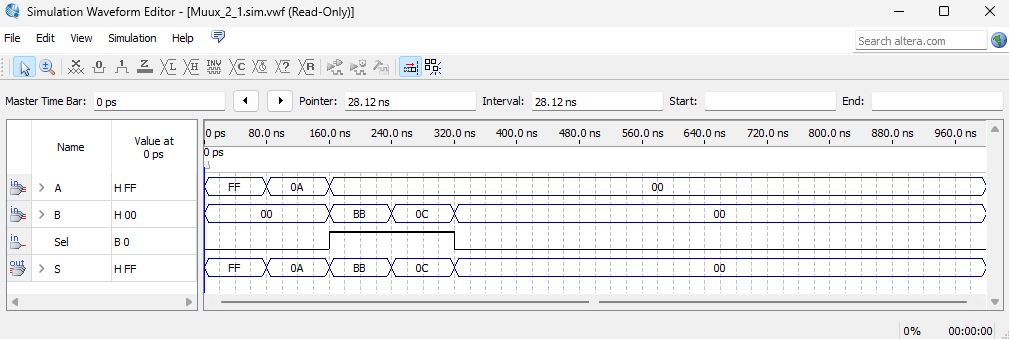 Simulation Waveform Editor - [Muux_2_1.sim.vwf (Read-Only)]
File Edit View Simulation Help
Search altera.com
Master Time Bar: 0 ps Pointer: 28.12 ns Interval: 28.12 ns Start: End:
Name Value at 0 ps
0 ps 80.0 ns 160.0 ns 240.0 ns 320.0 ns 400.0 ns 480.0 ns 560.0 ns 640.0 ns 720.0 ns 800.0 ns 880.0 ns 960.0 ns
0 ps
A H FF FF 0A 00
B H 00 00 BB 0C 00
Sel B 0
S H FF FF 0A BB 0C 00
0% 00:00:00